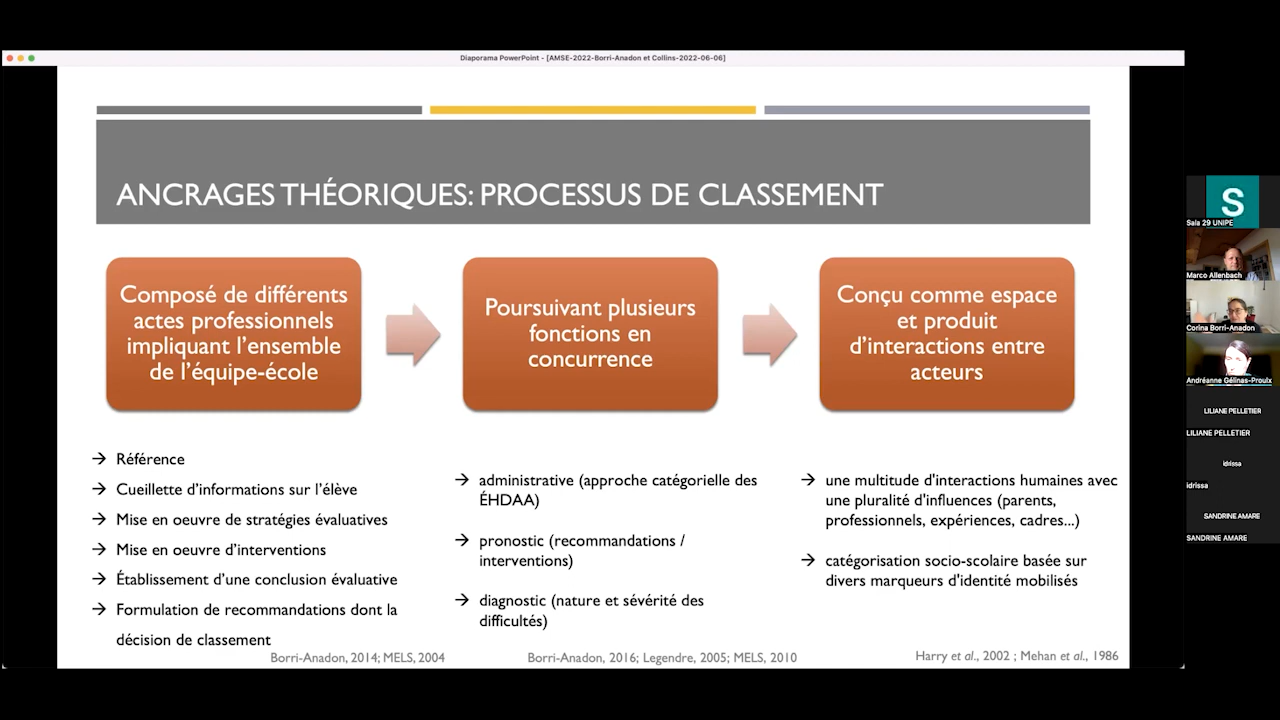 Diaporama PowerPoint - [AMSE-2022-Borri-Anadon et Collins-2022-06-06]
ANCRAGES THÉORIQUES: PROCESSUS DE CLASSEMENT
Composé de différents
actes professionnels
impliquant l'ensemble
de l'équipe-école
Poursuivant plusieurs
fonctions en
concurrence
Conçu comme espace
et produit
d'interactions entre
acteurs
→ Référence
→ Cueillette d'informations sur l'élève
→ Mise en oeuvre de stratégies évaluatives
→ Mise en oeuvre d'interventions
→ Établissement d'une conclusion évaluative
→ Formulation de recommandations dont la
décision de classement
Borri-Anadon, 2014; MELS, 2004
→ administrative (approche catégorielle des
ÉHDAA)
→ pronostic (recommandations /
interventions)
→ diagnostic (nature et sévérité des
difficultés)
Borri-Anadon, 2016; Legendre, 2005; MELS, 2010
→ une multitude d'interactions humaines avec
une pluralité d'influences (parents,
professionnels, expériences, cadres...)
→ catégorisation socio-scolaire basée sur
divers marqueurs d'identité mobilisés
Harry et al., 2002 ; Mehan et al., 1986
S
Sala 29 UNIPE
Marco Allenbach
Corina Borri-Anadon
Andréanne Gélinas-Proulx
LILIANE PELLETIER
LILIANE PELLETIER
idrissa
idrissa
SANDRINE AMARE
SANDRINE AMARE